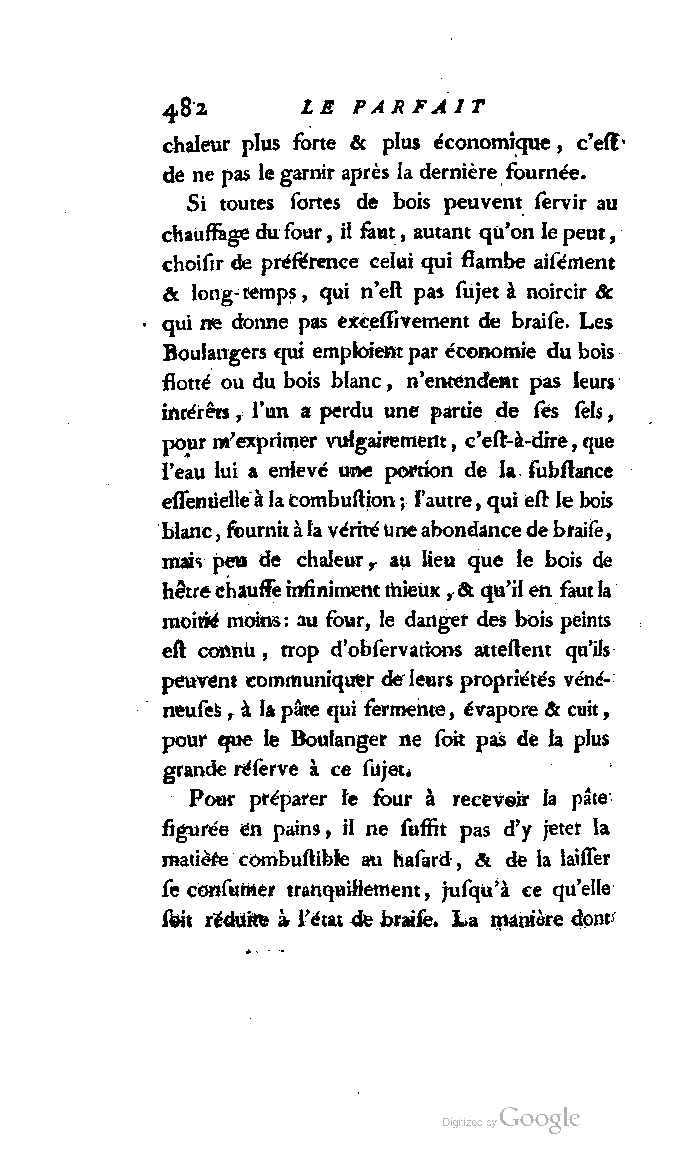 482 LE PARFAIT
chaleur plus forte & plus économique, c'eſt
de ne pas le garnir après la dernière fournée.
Si toutes ſortes de bois peuvent ſervir au
chauffage du four, il faut, autant qu'on le peut,
choiſir de préférence celui qui flambe aiſément
& long-temps, qui n'eſt pas ſujet à noircir &
qui ne donne pas exceſſivement de braiſe. Les
Boulangers qui emploient par économie du bois
flotté ou du bois blanc, n'entendent pas leurs
intérêts, l'un a perdu une partie de ſes ſels,
pour m'exprimer vulgairement, c'eſt-à-dire, que
l'eau lui a enlevé une portion de la ſubſtance
eſſentielle à la combuſtion; l'autre, qui eſt le bois
blanc, fournit à la vérité une abondance de braiſe,
mais peu de chaleur, au lieu que le bois de
hêtre chauffe infiniment mieux, & qu'il en faut la
moitié moins: au four, le danger des bois peints
eſt connu, trop d'obſervations atteſtent qu'ils
peuvent communiquer de leurs propriétés véné-
neuſes, à la pâte qui fermente, évapore & cuit,
pour que le Boulanger ne ſoit pas de la plus
grande réſerve à ce ſujet.
Pour préparer le four à recevoir la pâte
figurée en pains, il ne ſuffit pas d'y jeter la
matière combuſtible au haſard, & de la laiſſer
ſe conſumer tranquillement, juſqu'à ce qu'elle
ſoit réduite à l'état de braiſe. La manière dont
Digitized by Google